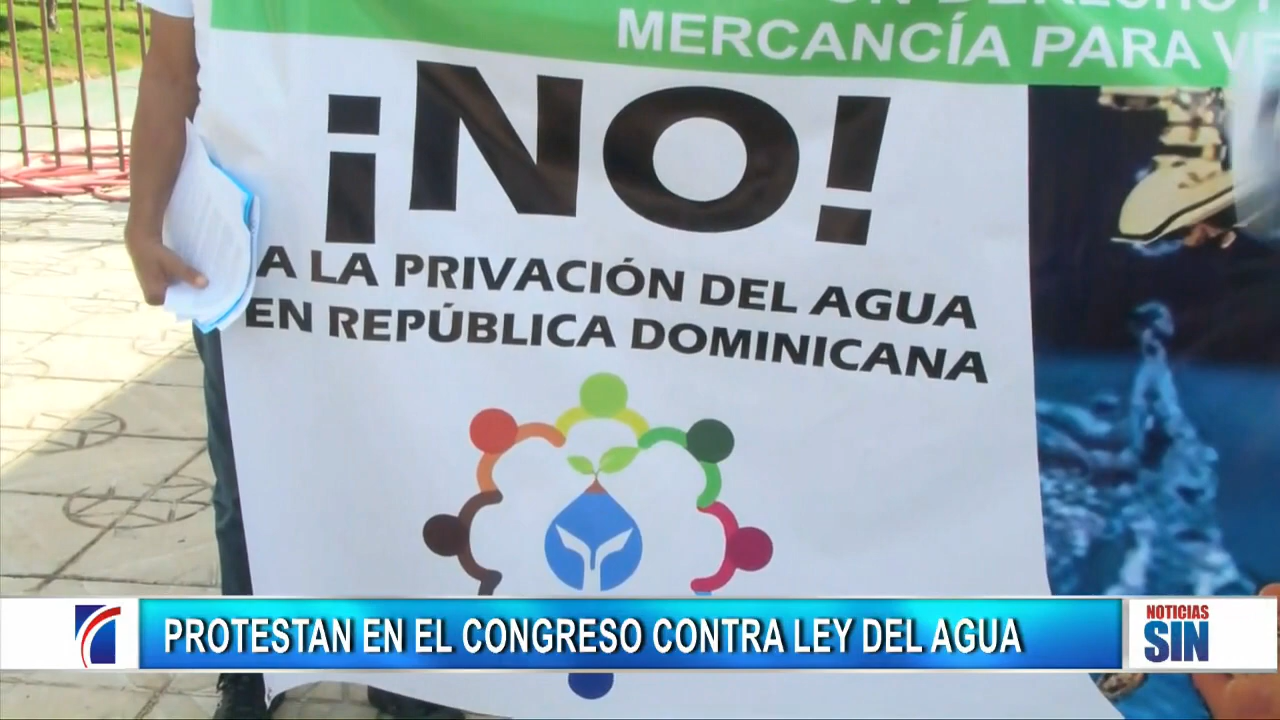 DERECHO
MERCANCÍA PARA
¡NO!
A LA PRIVACIÓN DEL AGUA
EN REPÚBLICA DOMINICANA
PROTESTAN EN EL CONGRESO CONTRA LEY DEL AGUA
NOTICIAS
SIN